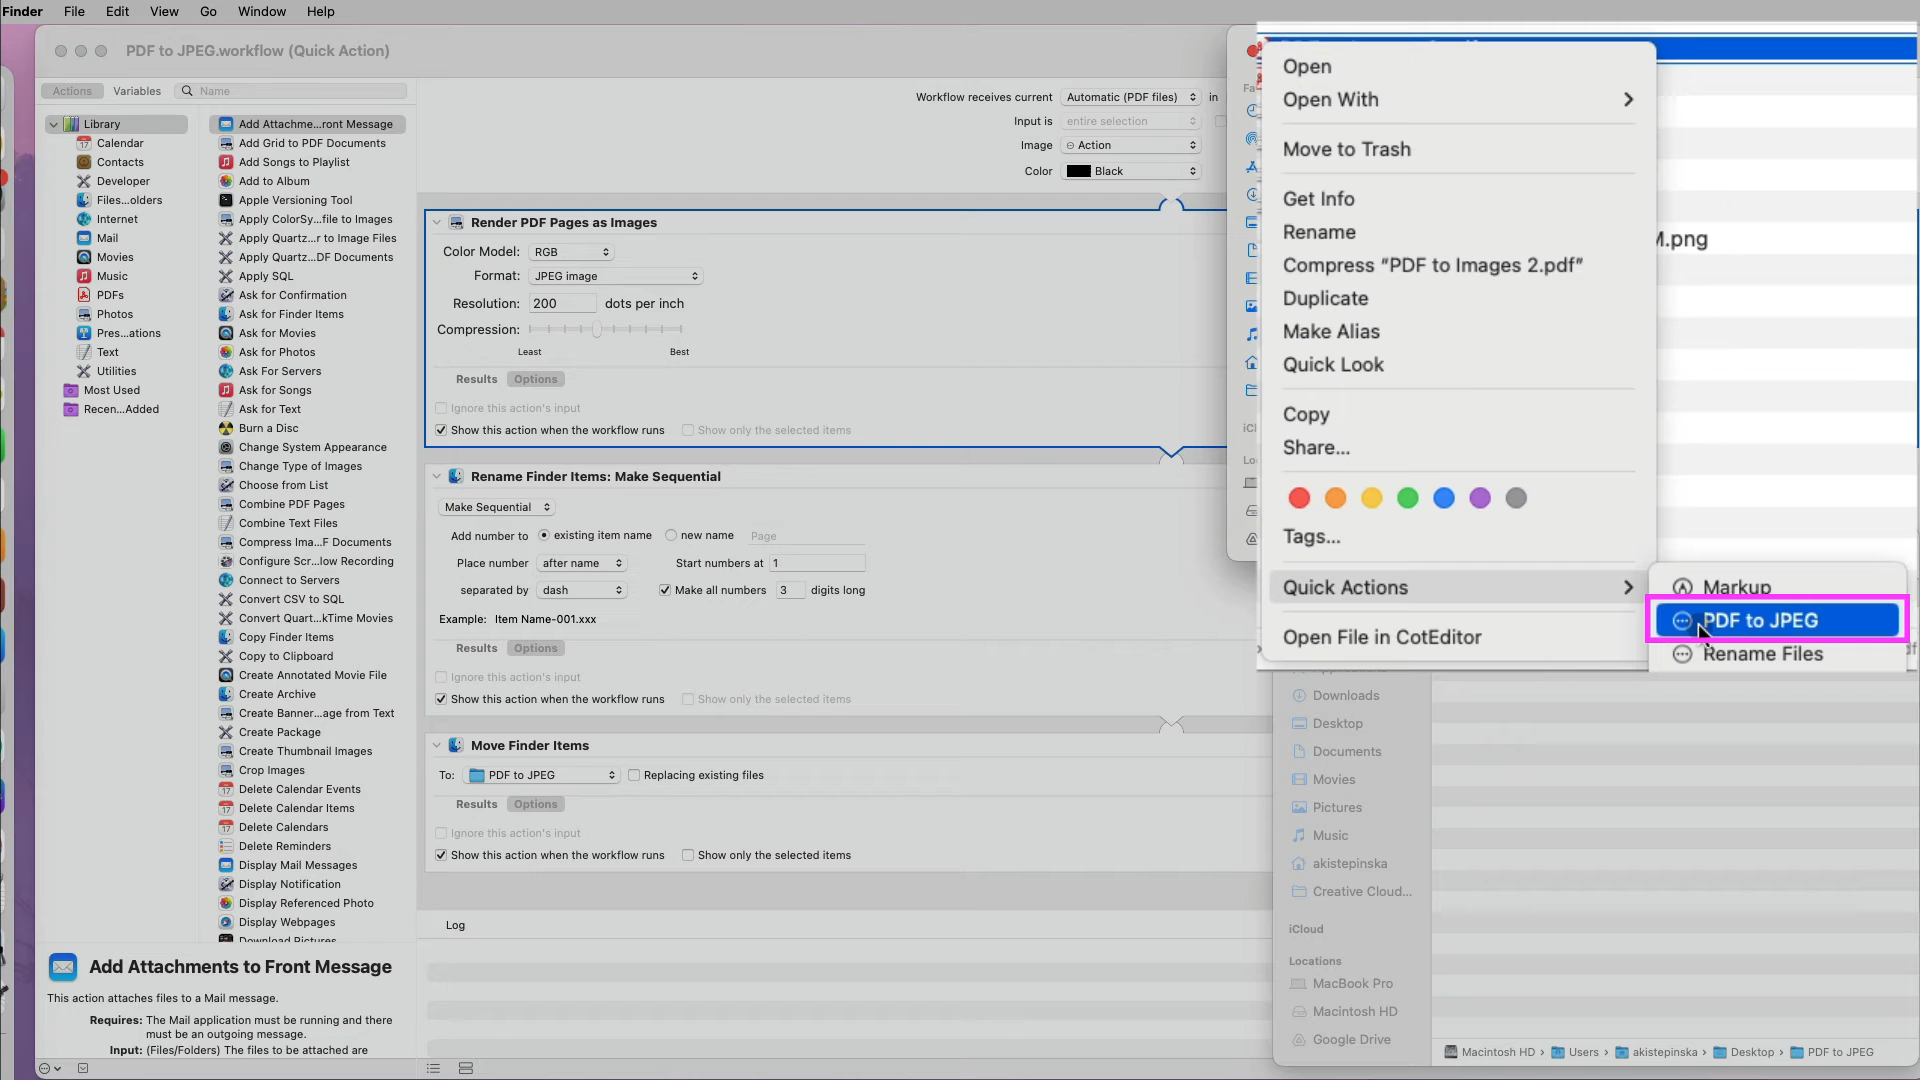 Finder File Edit View Go Window Help
PDF to JPEG.workflow (Quick Action)
Actions Variables Name
Library
Calendar
Contacts
Developer
Files...olders
Internet
Mail
Movies
Music
PDFs
Photos
Pres...ations
Text
Utilities
Most Used
Recen...Added
Add Attachme...ront Message
Add Grid to PDF Documents
Add Songs to Playlist
Add to Album
Apple Versioning Tool
Apply ColorSy...file to Images
Apply Quartz...r to Image Files
Apply Quartz...DF Documents
Apply SQL
Ask for Confirmation
Ask for Finder Items
Ask for Movies
Ask for Photos
Ask For Servers
Ask for Songs
Ask for Text
Burn a Disc
Change System Appearance
Change Type of Images
Choose from List
Combine PDF Pages
Combine Text Files
Compress Ima...F Documents
Configure Scr...low Recording
Connect to Servers
Convert CSV to SQL
Convert Quart...kTime Movies
Copy Finder Items
Copy to Clipboard
Create Annotated Movie File
Create Archive
Create Banner...age from Text
Create Package
Create Thumbnail Images
Crop Images
Delete Calendar Events
Delete Calendar Items
Delete Calendars
Delete Reminders
Display Mail Messages
Display Notification
Display Referenced Photo
Display Webpages
Download Pictures
Add Attachments to Front Message
This action attaches files to a Mail message.
Requires: The Mail application must be running and there
must be an outgoing message.
Input: (Files/Folders) The files to be attached are
Workflow receives current Automatic (PDF files) in
Input is entire selection
Image Action
Color Black
Render PDF Pages as Images
Color Model: RGB
Format: JPEG image
Resolution: 200 dots per inch
Compression:
Least Best
Results Options
Ignore this action's input
Show this action when the workflow runs Show only the selected items
Rename Finder Items: Make Sequential
Make Sequential
Add number to existing item name new name Page
Place number after name Start numbers at 1
separated by dash Make all numbers 3 digits long
Example: Item Name-001.xxx
Results Options
Ignore this action's input
Show this action when the workflow runs Show only the selected items
Move Finder Items
To: PDF to JPEG Replacing existing files
Results Options
Ignore this action's input
Show this action when the workflow runs Show only the selected items
Log
Open
Open With
Move to Trash
Get Info
Rename
Compress “PDF to Images 2.pdf”
Duplicate
Make Alias
Quick Look
Copy
Share...
Tags...
Quick Actions
Open File in CotEditor
Markup
PDF to JPEG
Rename Files
M.png
Downloads
Desktop
Documents
Movies
Pictures
Music
akistepinska
Creative Cloud...
iCloud
Locations
MacBook Pro
Macintosh HD
Google Drive
Macintosh HD › Users › akistepinska › Desktop › PDF to JPEG